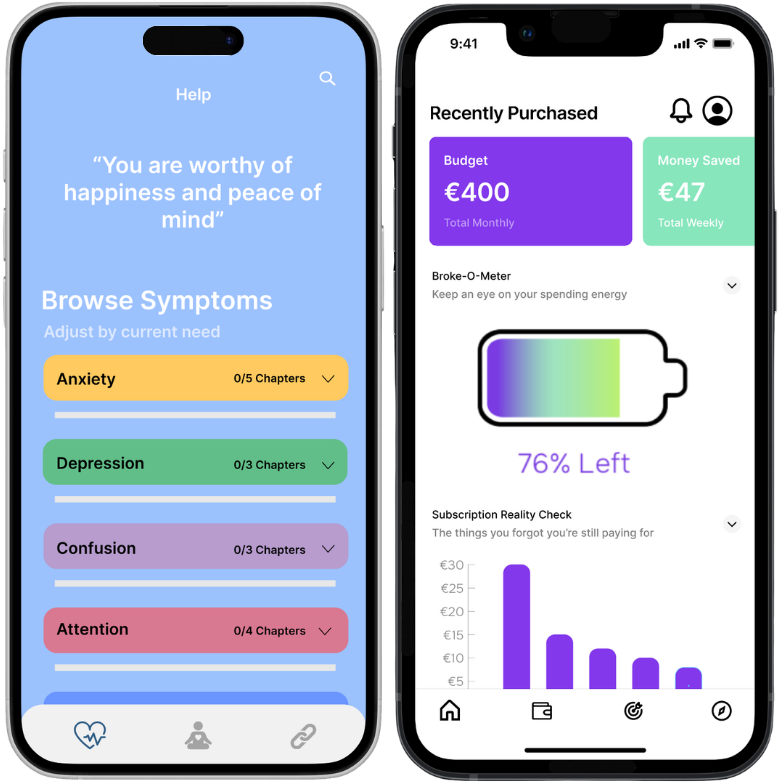 Help
“You are worthy of
happiness and peace of
mind”
Browse Symptoms
Adjust by current need
Anxiety 0/5 Chapters
Depression 0/3 Chapters
Confusion 0/3 Chapters
Attention 0/4 Chapters
9:41
Recently Purchased
Budget
€400
Total Monthly
Money Saved
€47
Total Weekly
Broke-O-Meter
Keep an eye on your spending energy
76% Left
Subscription Reality Check
The things you forgot you're still paying for
€30
€25
€20
€15
€10
€5